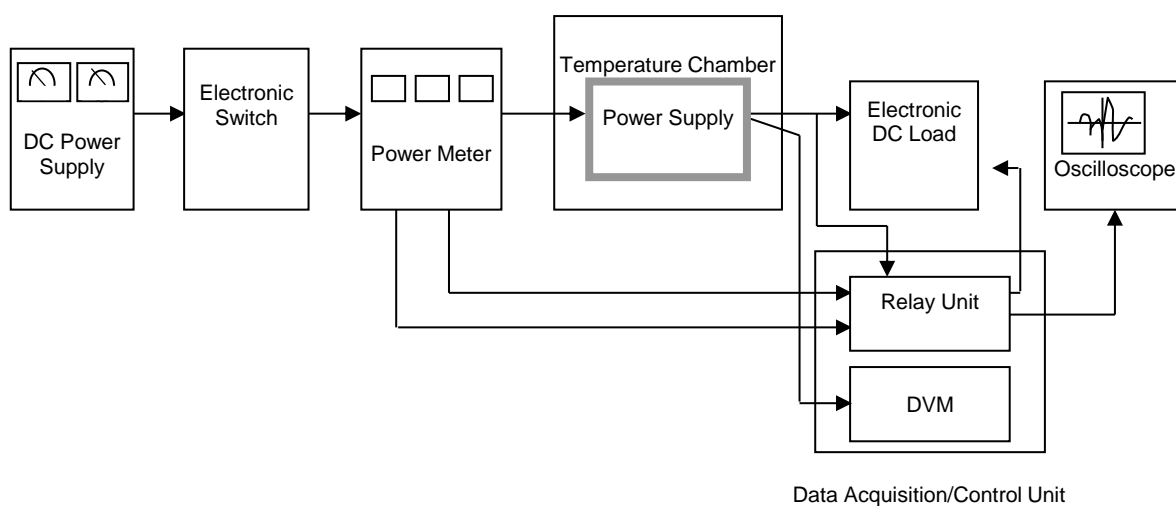 DC Power
Supply
Electronic
Switch
Power Meter
Temperature Chamber
Power Supply
Electronic
DC Load
Oscilloscope
Relay Unit
DVM
Data Acquisition/Control Unit